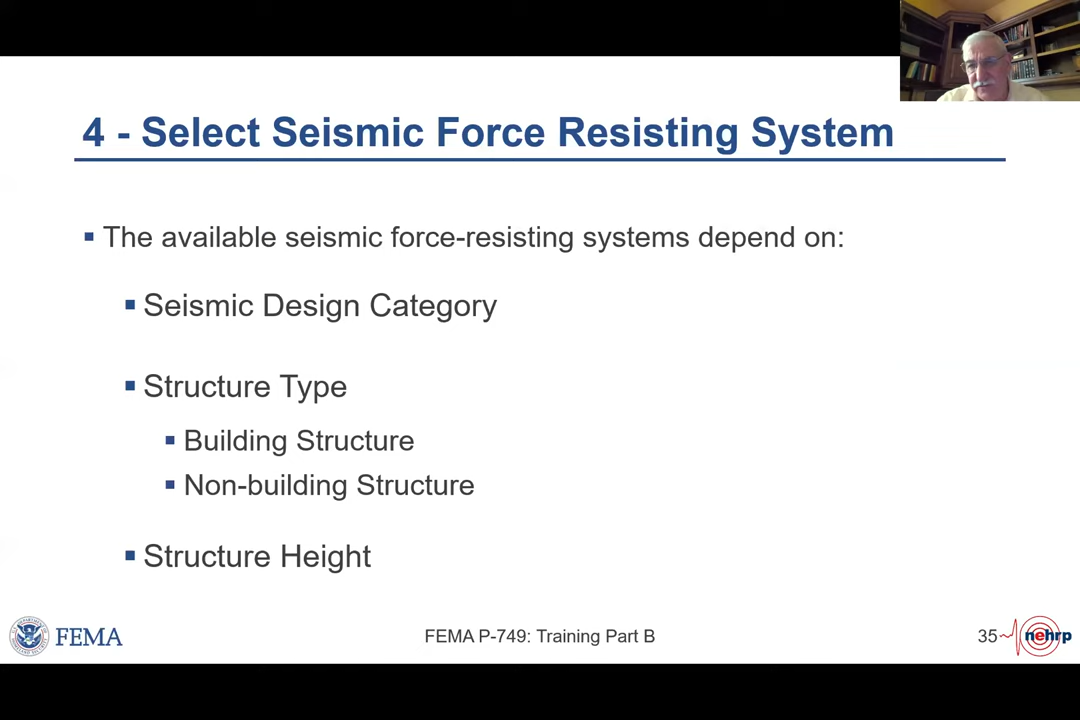 4 - Select Seismic Force Resisting System
▪ The available seismic force-resisting systems depend on:
▪ Seismic Design Category
▪ Structure Type
▪ Building Structure
▪ Non-building Structure
▪ Structure Height
FEMA
FEMA P-749: Training Part B
35
nehrp